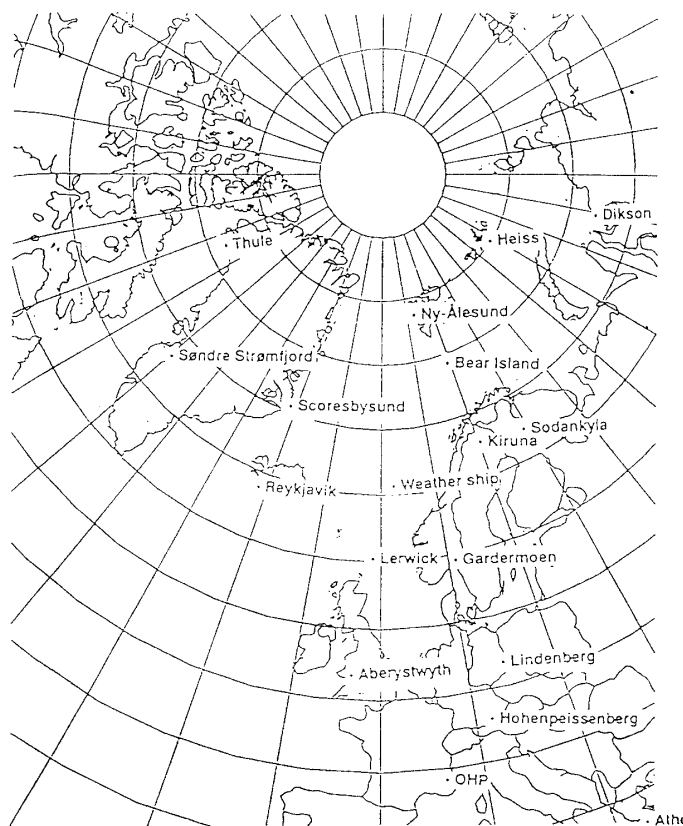 Dikson
Thule
Heiss
Ny-Ålesund
Søndre Strømfjord
Bear Island
Scoresbysund
Sodankyla
Kiruna
Reykjavik
Weather ship
Lerwick
Gardermoen
Aberystwyth
Lindenberg
Hohenpeissenberg
OHP
Athe